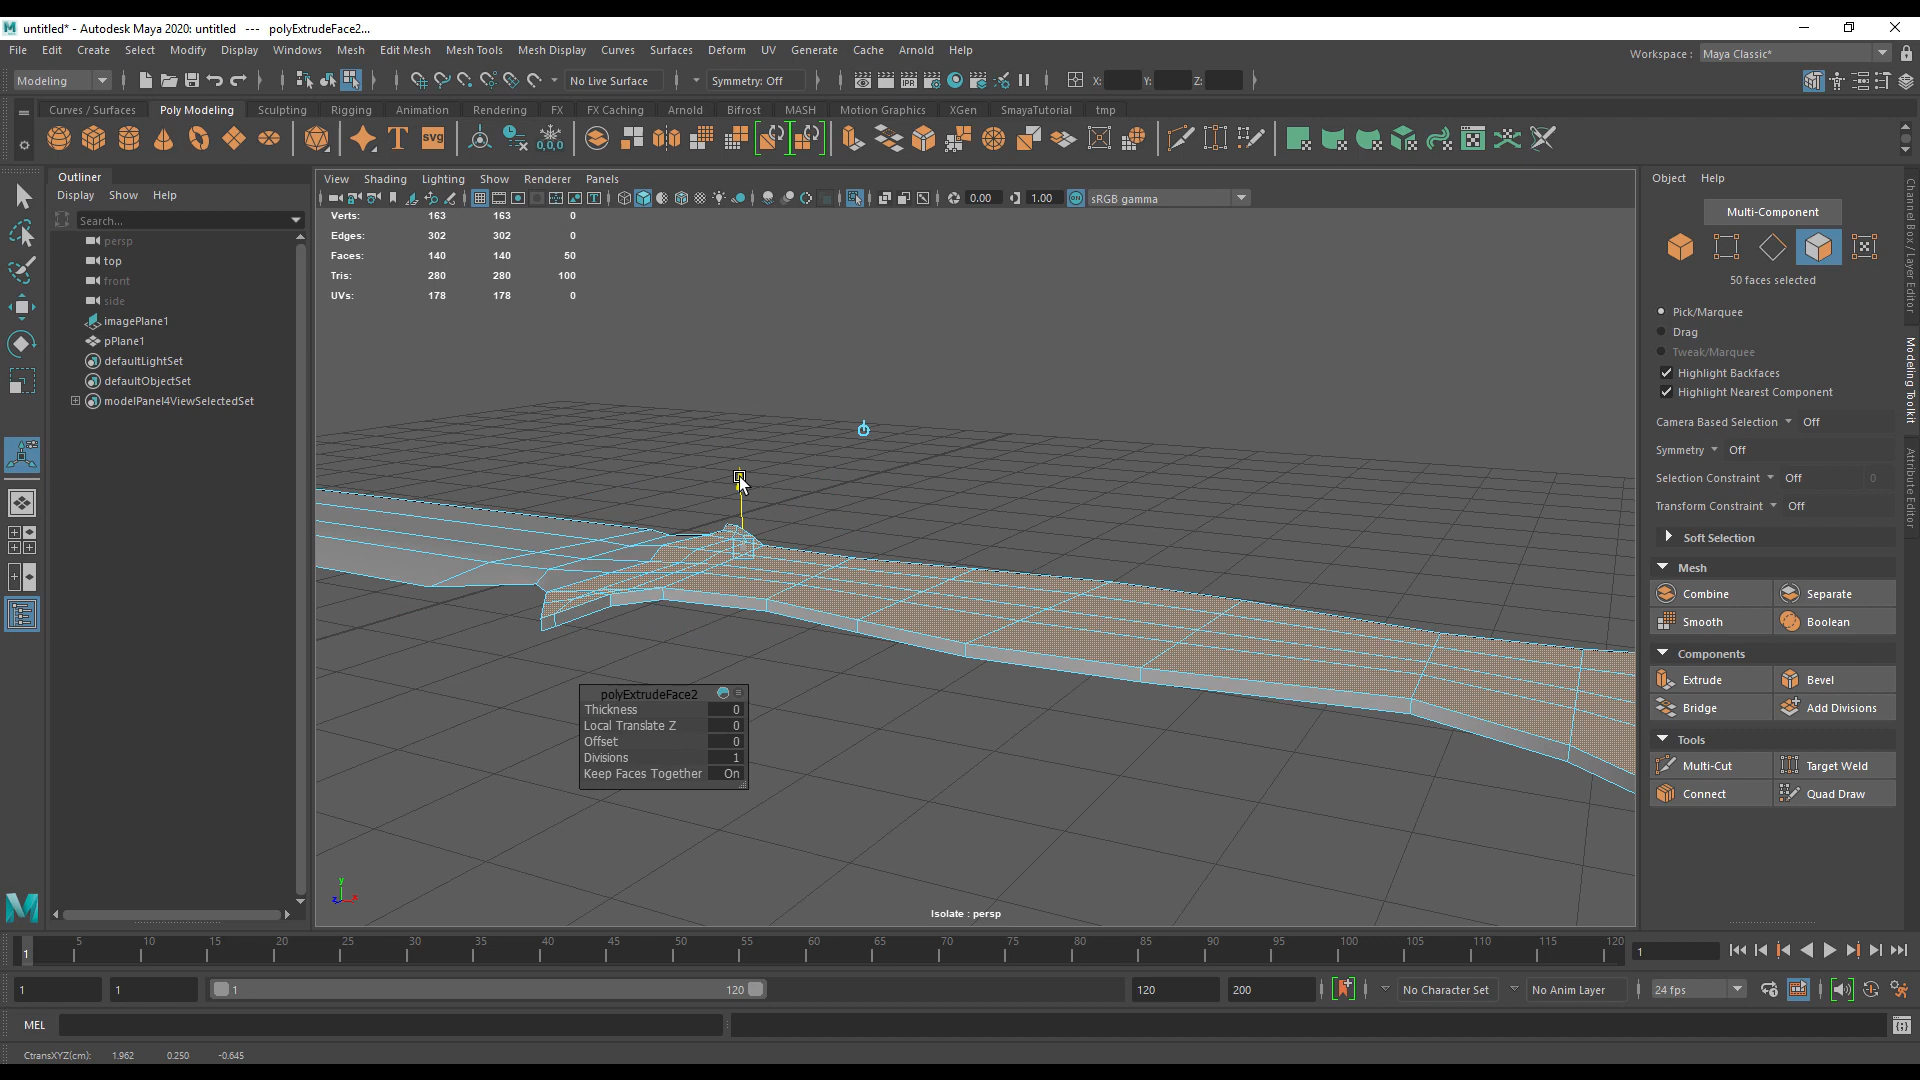 untitled* - Autodesk Maya 2020: untitled   ---   polyExtrudeFace2...
File Edit Create Select Modify Display Windows Mesh Edit Mesh Mesh Tools Mesh Display Curves Surfaces Deform UV Generate Cache Arnold Help
Workspace : Maya Classic*
Modeling No Live Surface Symmetry: Off X: Y: Z:
Curves / Surfaces Poly Modeling Sculpting Rigging Animation Rendering FX FX Caching Arnold Bifrost MASH Motion Graphics XGen SmayaTutorial tmp
Outliner
Display Show Help
Search...
persp
top
front
side
imagePlane1
pPlane1
defaultLightSet
defaultObjectSet
modelPanel4ViewSelectedSet
View Shading Lighting Show Renderer Panels
0.00 1.00 sRGB gamma
Verts: 163 163 0
Edges: 302 302 0
Faces: 140 140 50
Tris: 280 280 100
UVs: 178 178 0
polyExtrudeFace2
Thickness 0
Local Translate Z 0
Offset 0
Divisions 1
Keep Faces Together On
y
z x
Isolate : persp
Object Help
Multi-Component
50 faces selected
Pick/Marquee
Drag
Tweak/Marquee
Highlight Backfaces
Highlight Nearest Component
Camera Based Selection Off
Symmetry Off
Selection Constraint Off 0
Transform Constraint Off
Soft Selection
Mesh
Combine Separate
Smooth Boolean
Components
Extrude Bevel
Bridge Add Divisions
Tools
Multi-Cut Target Weld
Connect Quad Draw
Channel Box / Layer Editor
Modeling Toolkit
Attribute Editor
1 5 10 15 20 25 30 35 40 45 50 55 60 65 70 75 80 85 90 95 100 105 110 115 120 1
1 1 1 120 120 200 No Character Set No Anim Layer 24 fps
MEL
CtransXYZ(cm): 1.962 0.250 -0.645